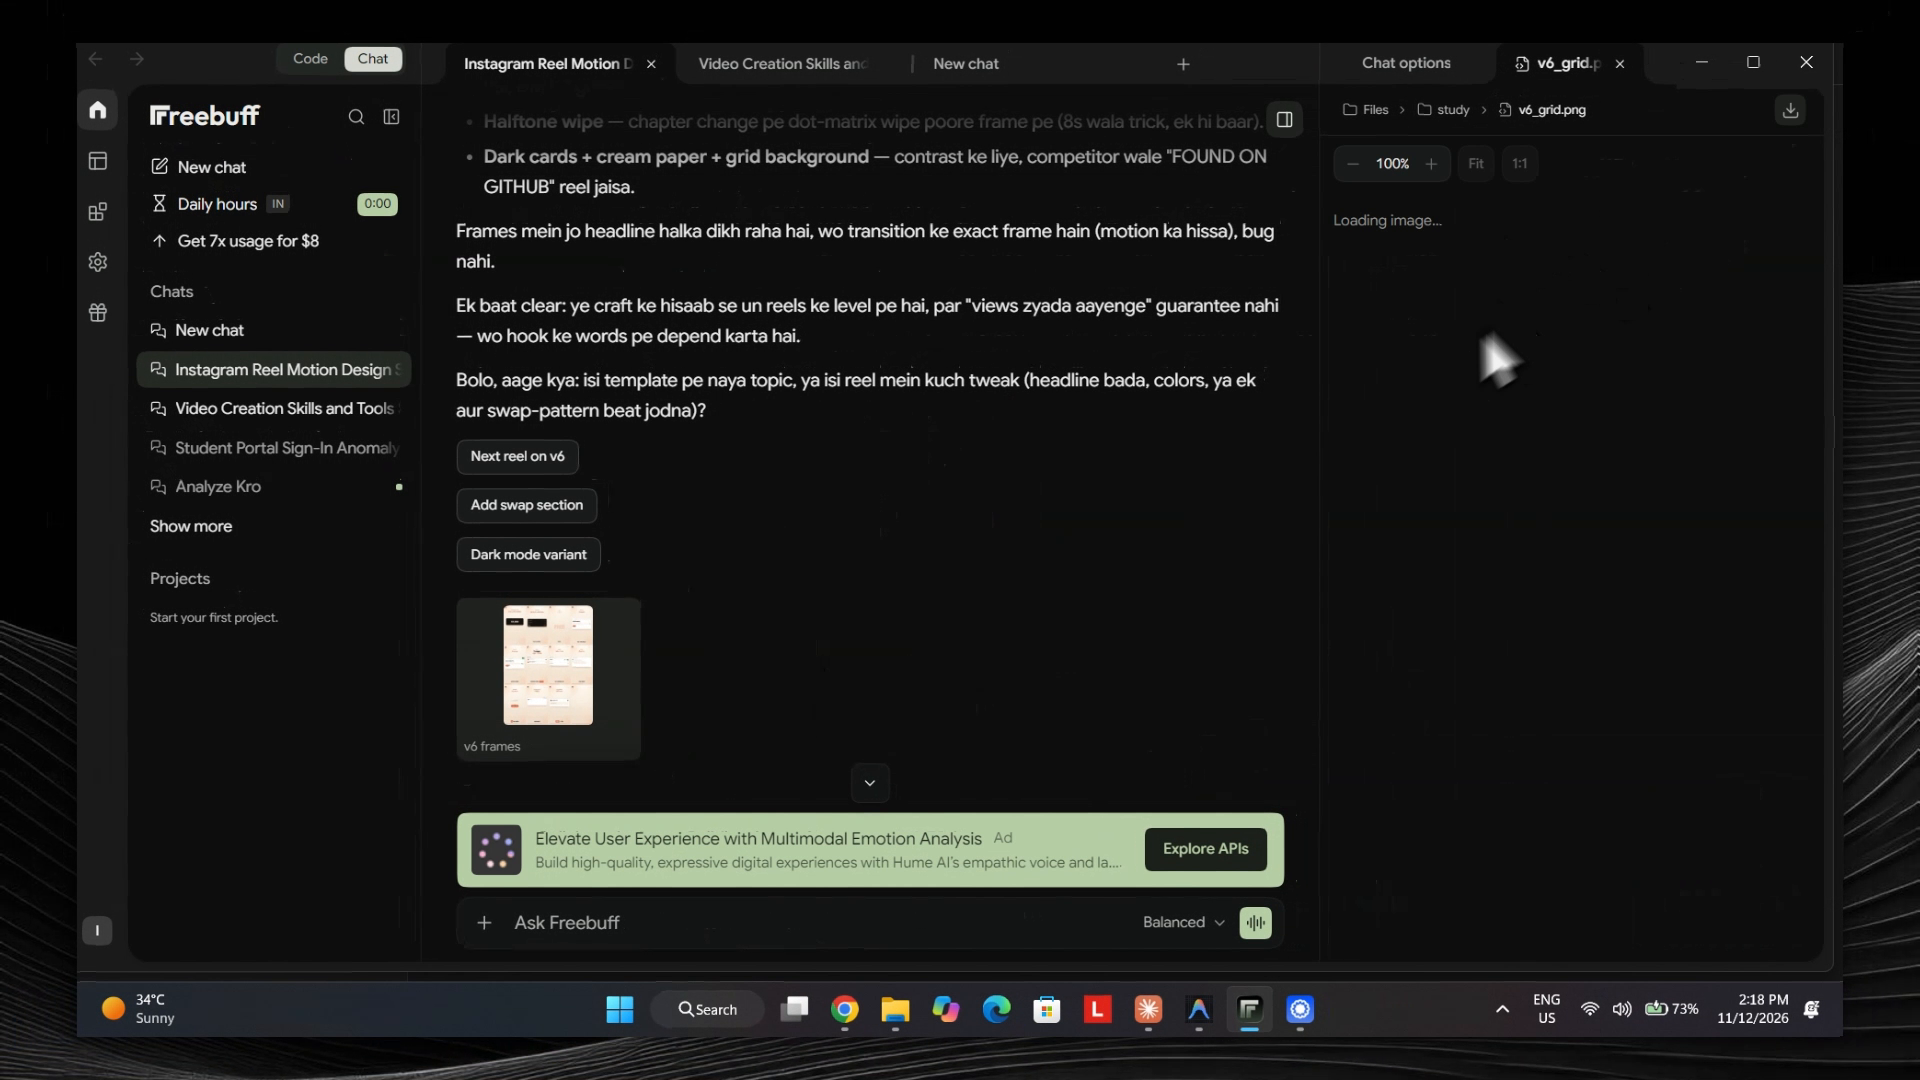 Code
Chat
Instagram Reel Motion D
Video Creation Skills and
New chat
Chat options
v6_grid.p
Freebuff
New chat
Daily hours IN 0:00
Get 7x usage for $8
Chats
New chat
Instagram Reel Motion Design S
Video Creation Skills and Tools
Student Portal Sign-In Anomaly
Analyze Kro
Show more
Projects
Start your first project.
• Halftone wipe — chapter change pe dot-matrix wipe poore frame pe (8s wala trick, ek hi baar).
• Dark cards + cream paper + grid background — contrast ke liye, competitor wale "FOUND ON
GITHUB" reel jaisa.
Frames mein jo headline halka dikh raha hai, wo transition ke exact frame hain (motion ka hissa), bug
nahi.
Ek baat clear: ye craft ke hisaab se un reels ke level pe hai, par "views zyada aayenge" guarantee nahi
— wo hook ke words pe depend karta hai.
Bolo, aage kya: isi template pe naya topic, ya isi reel mein kuch tweak (headline bada, colors, ya ek
aur swap-pattern beat jodna)?
Next reel on v6
Add swap section
Dark mode variant
v6 frames
Elevate User Experience with Multimodal Emotion Analysis Ad
Build high-quality, expressive digital experiences with Hume AI's empathic voice and la....
Explore APIs
Ask Freebuff
Balanced
Files > study > v6_grid.png
100%
Fit
1:1
Loading image...
I
34°C
Sunny
Search
L
ENG
US
73%
2:18 PM
11/12/2026